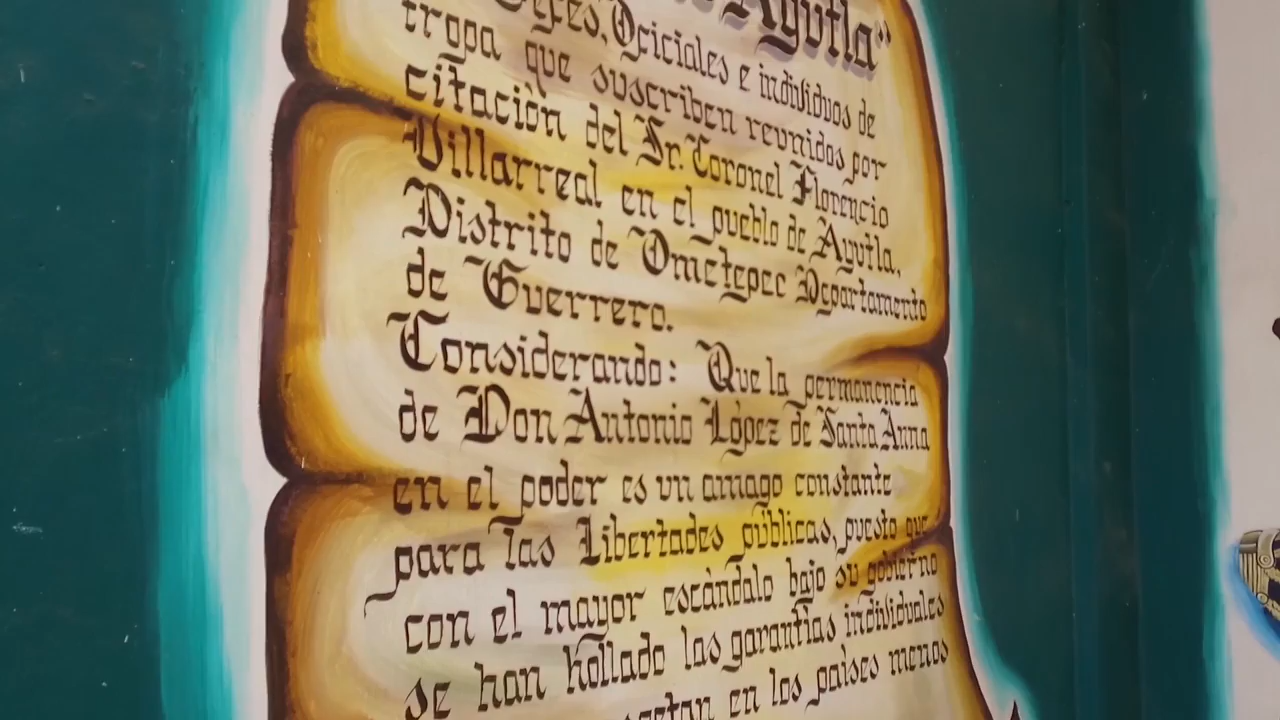 Ayutla"
Gefes, Oficiales e individuos de
tropa que suscriben reunidos por
citaciòn del Sr. Coronel Florencio
Villarreal en el pueblo de Ayutla,
Distrito de Ometepec Departamento
de Guerrero.
Considerando: Que la permanencia
de Don Antonio López de Santa Anna
en el poder es un amago constante
para las Libertades públicas, puesto que
con el mayor escàndalo bajo su gobierno
se han hollado las garantías individuales
en los países menos